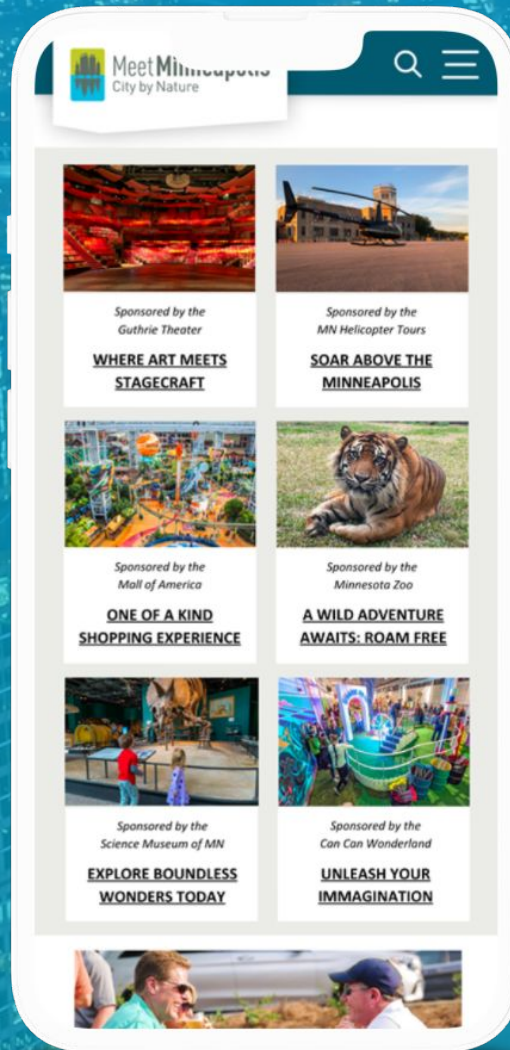 Meet Minneapolis
City by Nature
Sponsored by the
Guthrie Theater
WHERE ART MEETS
STAGECRAFT
Sponsored by the
MN Helicopter Tours
SOAR ABOVE THE
MINNEAPOLIS
Sponsored by the
Mall of America
ONE OF A KIND
SHOPPING EXPERIENCE
Sponsored by the
Minnesota Zoo
A WILD ADVENTURE
AWAITS: ROAM FREE
Sponsored by the
Science Museum of MN
EXPLORE BOUNDLESS
WONDERS TODAY
Sponsored by the
Can Can Wonderland
UNLEASH YOUR
IMMAGINATION